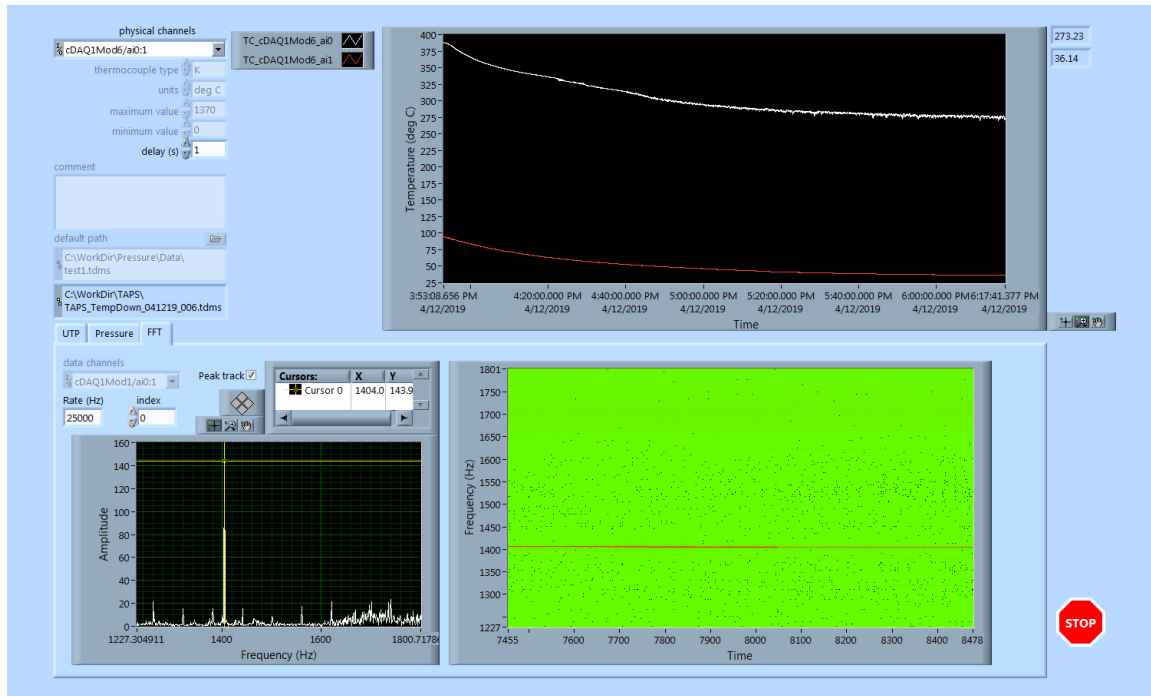 physical channels
cDAQ1Mod6/ai0:1
thermocouple type K
units deg C
maximum value 1370
minimum value 0
delay (s) 1
comment
default path
C:\WorkDir\Pressure\Data\
test1.tdms
C:\WorkDir\TAPS\
TAPS_TempDown_041219_006.tdms
TC_cDAQ1Mod6_ai0
TC_cDAQ1Mod6_ai1
Temperature (deg C)
400
375
350
325
300
275
250
225
200
175
150
125
100
75
50
25
3:53:08.656 PM 4:20:00.000 PM 4:40:00.000 PM 5:00:00.000 PM 5:20:00.000 PM 5:40:00.000 PM 6:00:00.000 PM 6:17:41.377 PM
4/12/2019 4/12/2019 4/12/2019 4/12/2019 4/12/2019 4/12/2019 4/12/2019 4/12/2019
Time
273.23
36.14
UTP Pressure FFT
data channels
cDAQ1Mod1/ai0:1
Rate (Hz) index
25000 0
Peak track
Cursors: X Y
Cursor 0 1404.0 143.9
Amplitude
160
140
120
100
80
60
40
20
0
1227.304911 1400 1600 1800.71786
Frequency (Hz)
Frequency (Hz)
1801
1750
1700
1650
1600
1550
1500
1450
1400
1350
1300
1227
7455 7600 7700 7800 7900 8000 8100 8200 8300 8400 8478
Time
STOP